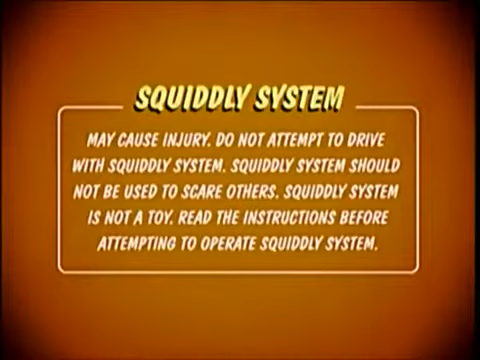 SQUIDDLY SYSTEM
MAY CAUSE INJURY. DO NOT ATTEMPT TO DRIVE
WITH SQUIDDLY SYSTEM. SQUIDDLY SYSTEM SHOULD
NOT BE USED TO SCARE OTHERS. SQUIDDLY SYSTEM
IS NOT A TOY. READ THE INSTRUCTIONS BEFORE
ATTEMPTING TO OPERATE SQUIDDLY SYSTEM.